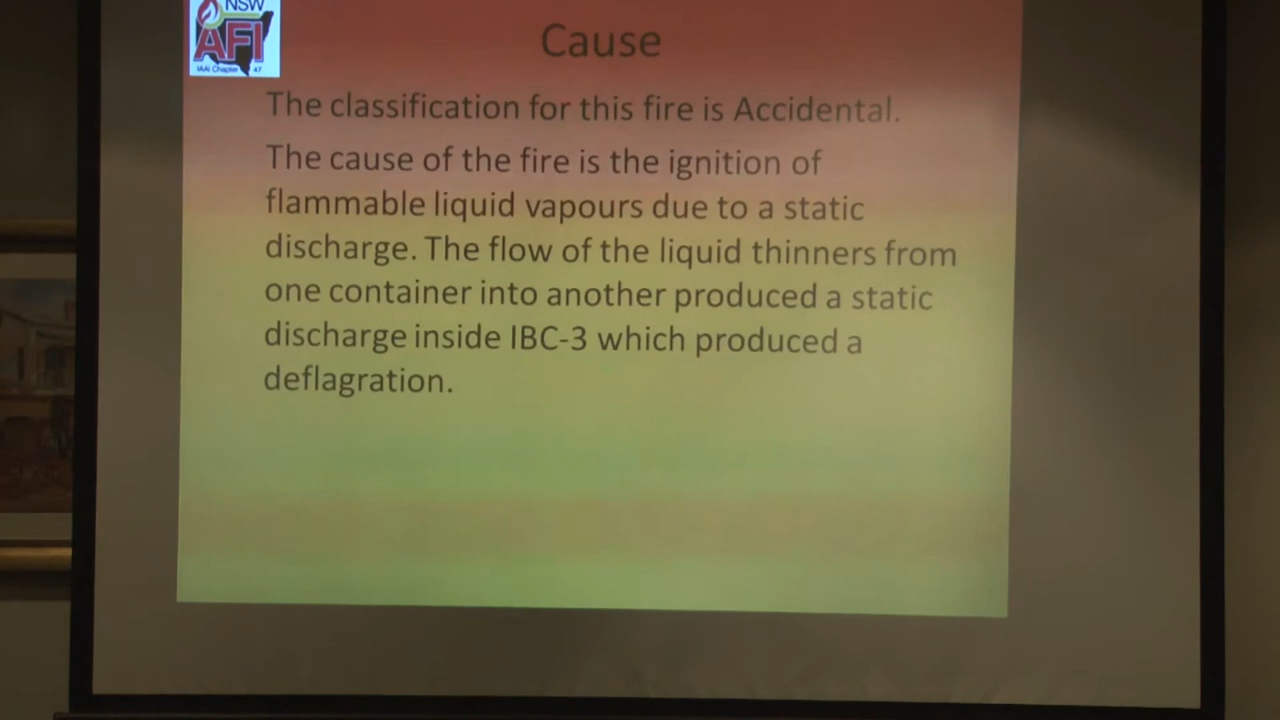 NSW
AFI
IAAI Chapter 47
Cause
The classification for this fire is Accidental.
The cause of the fire is the ignition of
flammable liquid vapours due to a static
discharge. The flow of the liquid thinners from
one container into another produced a static
discharge inside IBC-3 which produced a
deflagration.